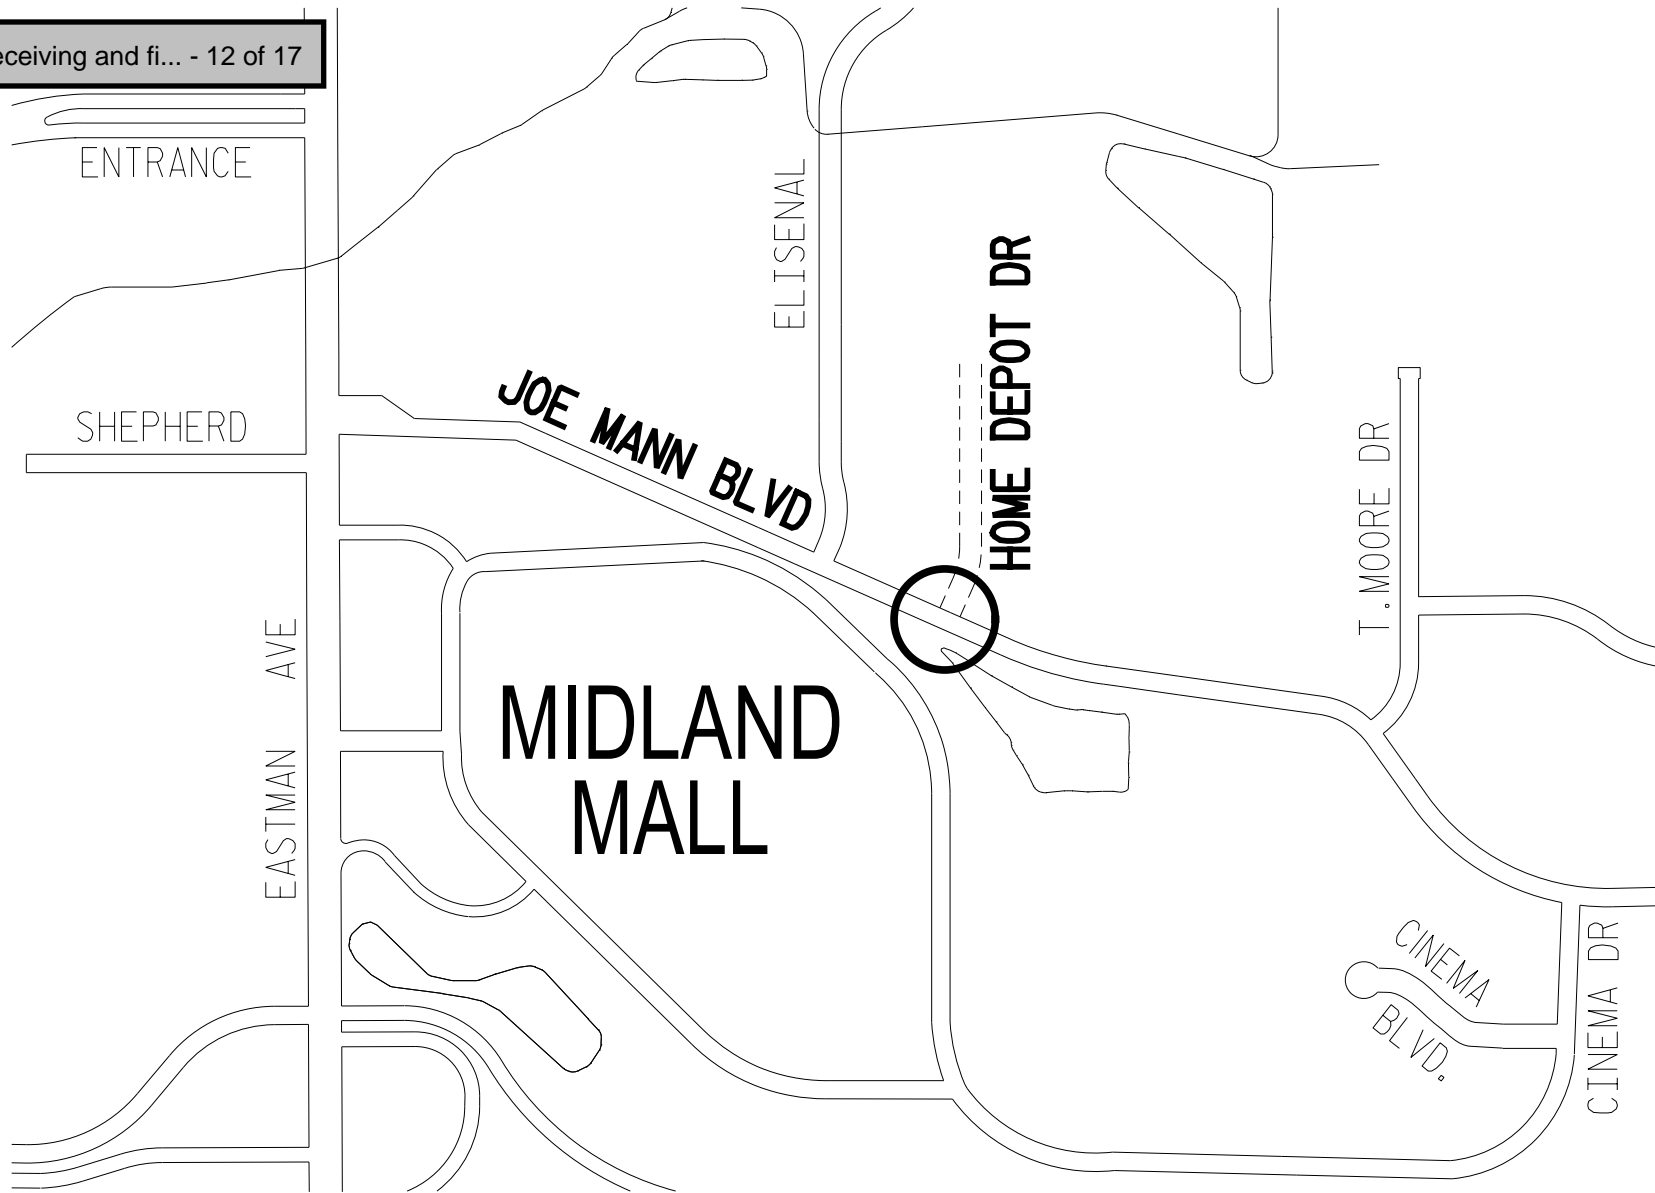 eceiving and fi... - 12 of 17
ENTRANCE
ELISENAL
HOME DEPOT DR
JOE MANN BLVD
SHEPHERD
T.MOORE DR
EASTMAN AVE
MIDLAND
MALL
CINEMA
BLVD.
CINEMA DR